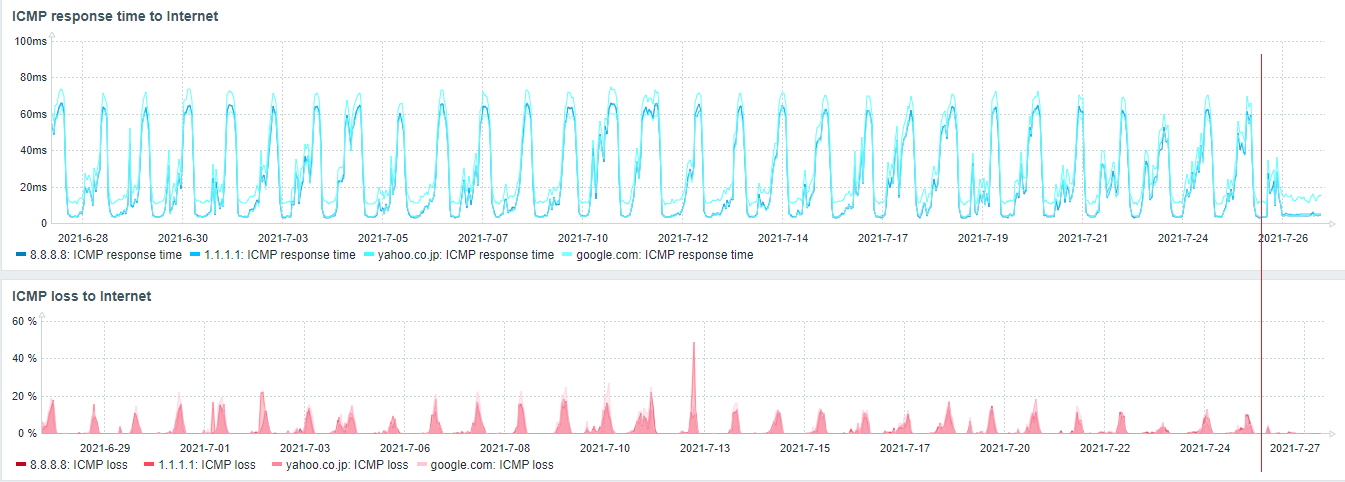 ICMP response time to Internet
100ms
80ms
60ms
40ms
20ms
0
2021-6-28 2021-6-30 2021-7-03 2021-7-05 2021-7-07 2021-7-10 2021-7-12 2021-7-14 2021-7-17 2021-7-19 2021-7-21 2021-7-24 2021-7-26
8.8.8.8: ICMP response time 1.1.1.1: ICMP response time yahoo.co.jp: ICMP response time google.com: ICMP response time
ICMP loss to Internet
60 %
40 %
20 %
0 %
2021-6-29 2021-7-01 2021-7-03 2021-7-06 2021-7-08 2021-7-10 2021-7-13 2021-7-15 2021-7-17 2021-7-20 2021-7-22 2021-7-24 2021-7-27
8.8.8.8: ICMP loss 1.1.1.1: ICMP loss yahoo.co.jp: ICMP loss google.com: ICMP loss